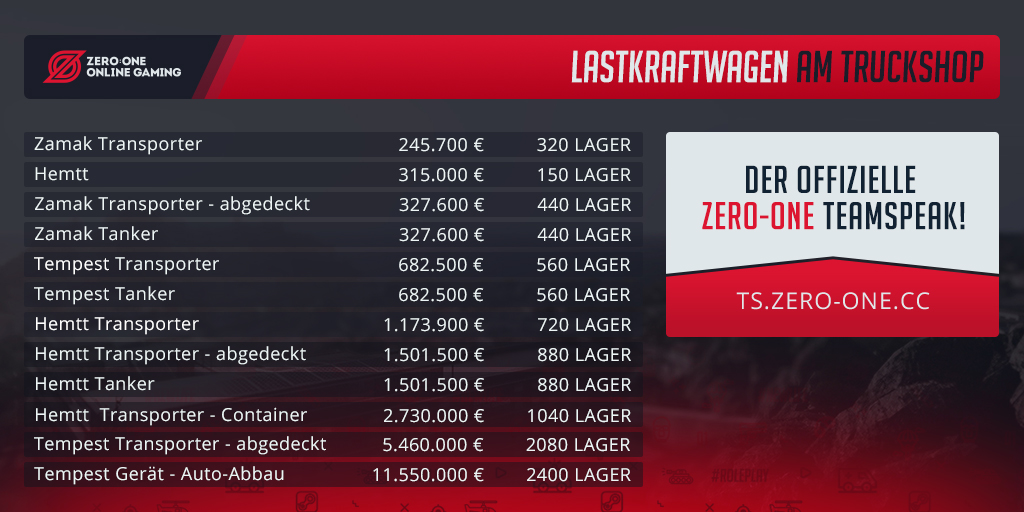 ZERO:ONE
ONLINE GAMING
LASTKRAFTWAGEN AM TRUCKSHOP
Zamak Transporter 245.700 € 320 LAGER
Hemtt 315.000 € 150 LAGER
Zamak Transporter - abgedeckt 327.600 € 440 LAGER
Zamak Tanker 327.600 € 440 LAGER
Tempest Transporter 682.500 € 560 LAGER
Tempest Tanker 682.500 € 560 LAGER
Hemtt Transporter 1.173.900 € 720 LAGER
Hemtt Transporter - abgedeckt 1.501.500 € 880 LAGER
Hemtt Tanker 1.501.500 € 880 LAGER
Hemtt  Transporter - Container 2.730.000 € 1040 LAGER
Tempest Transporter - abgedeckt 5.460.000 € 2080 LAGER
Tempest Gerät - Auto-Abbau 11.550.000 € 2400 LAGER
DER OFFIZIELLE
ZERO-ONE TEAMSPEAK!
TS.ZERO-ONE.CC
#ROLEPLAY